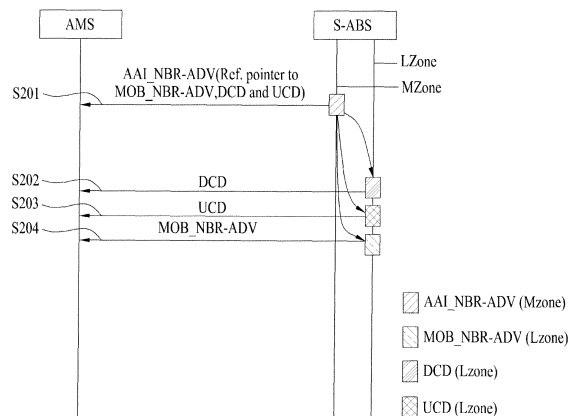 AMS
S-ABS
LZone
MZone
AAI_NBR-ADV(Ref. pointer to
MOB_NBR-ADV,DCD and UCD)
S201
S202
DCD
S203
UCD
S204
MOB_NBR-ADV
AAI_NBR-ADV (Mzone)
MOB_NBR-ADV (Lzone)
DCD (Lzone)
UCD (Lzone)